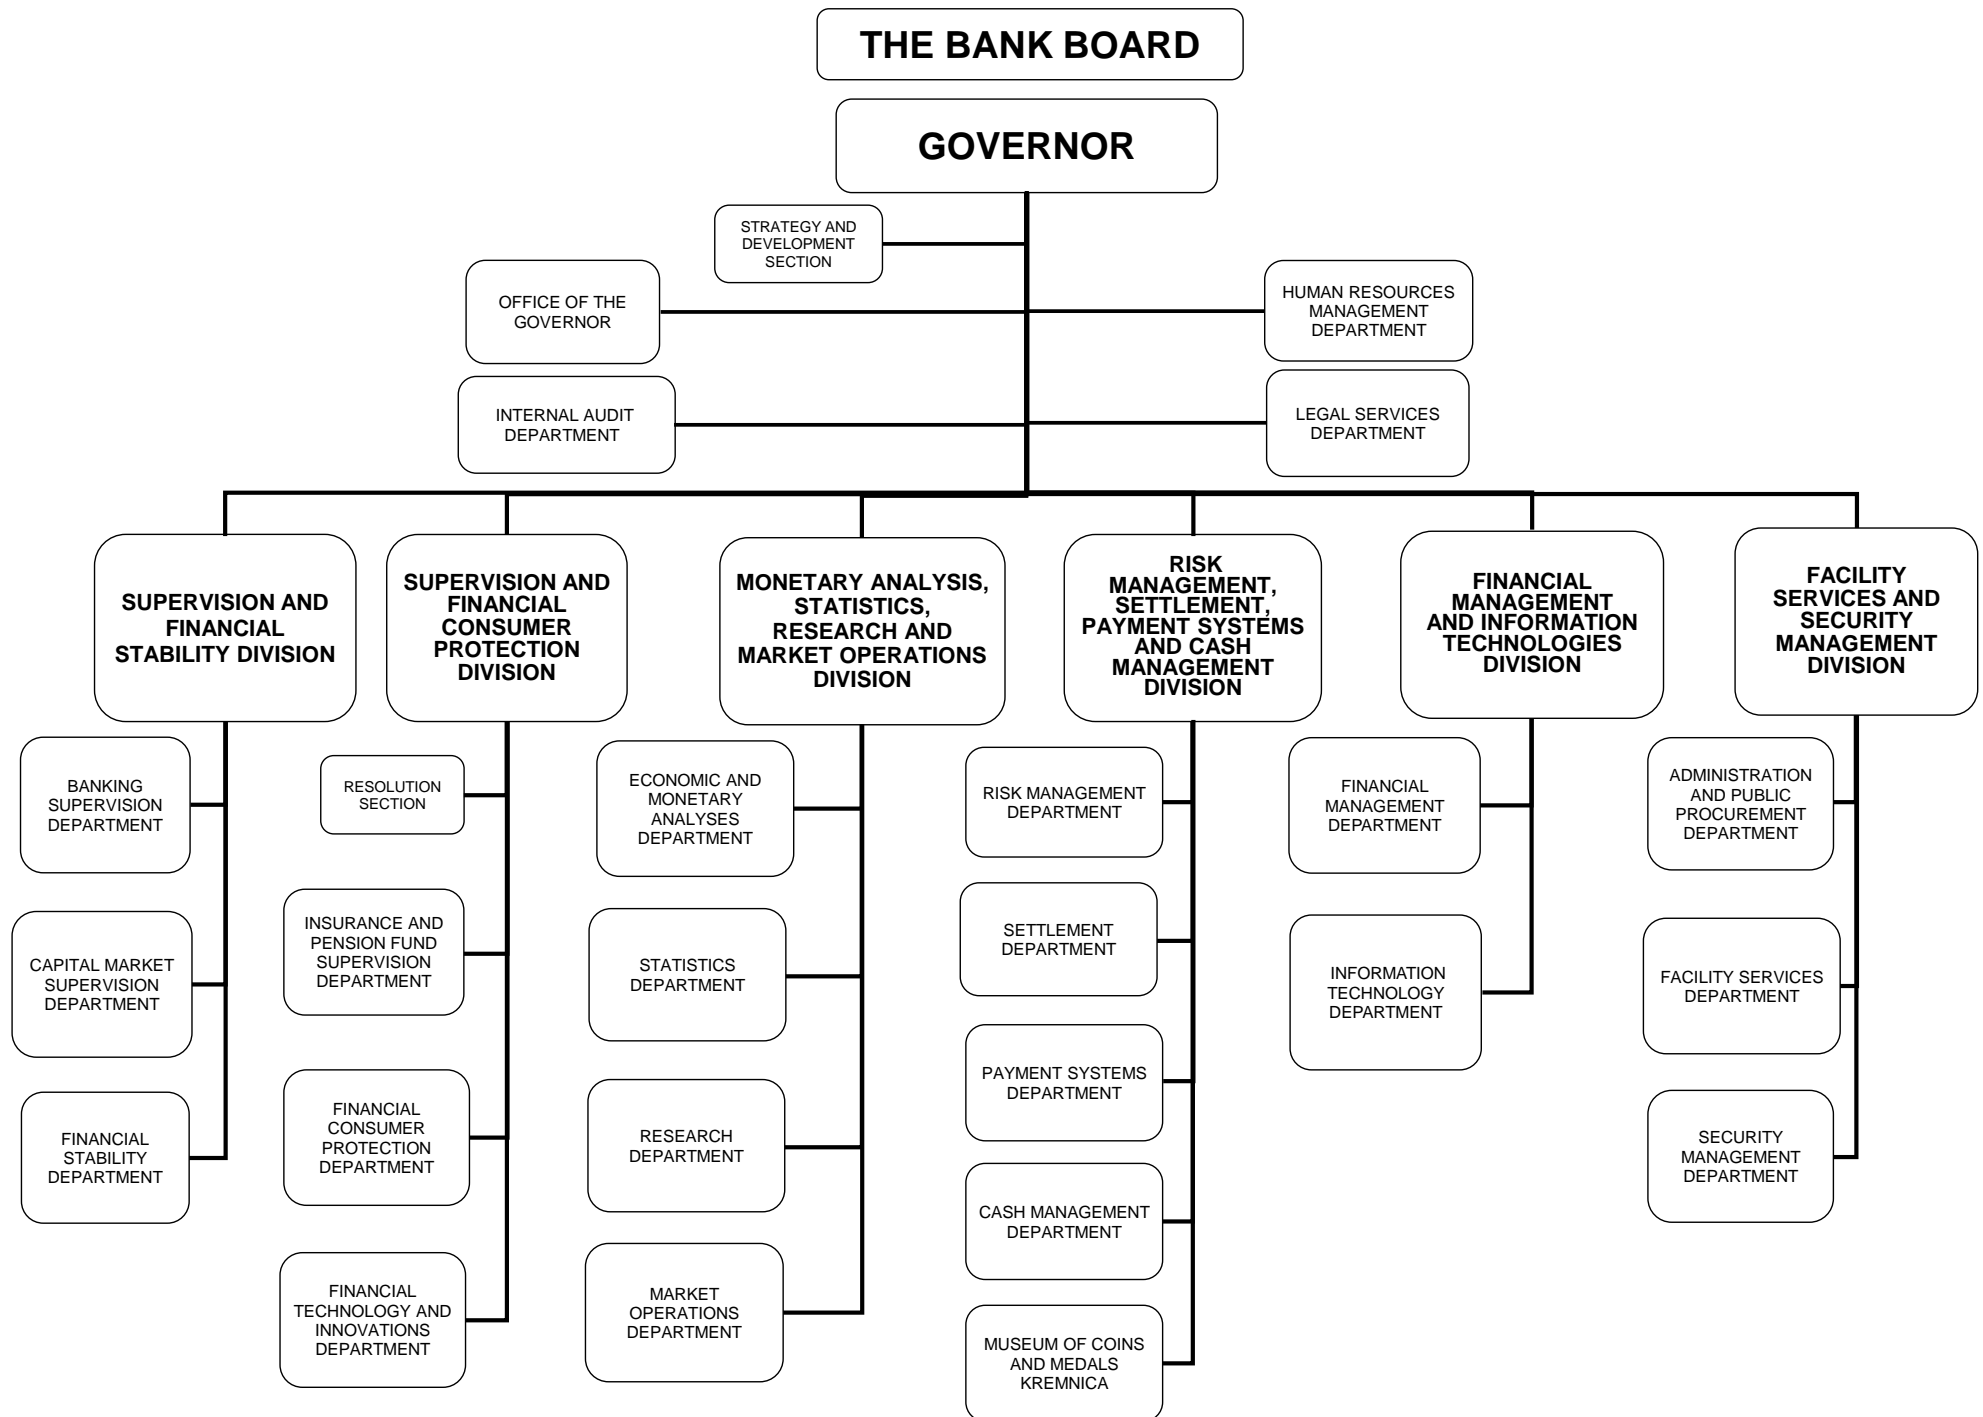 THE BANK BOARD
GOVERNOR
STRATEGY AND
DEVELOPMENT
SECTION
OFFICE OF THE
GOVERNOR
HUMAN RESOURCES
MANAGEMENT
DEPARTMENT
INTERNAL AUDIT
DEPARTMENT
LEGAL SERVICES
DEPARTMENT
SUPERVISION AND
FINANCIAL
STABILITY DIVISION
BANKING
SUPERVISION
DEPARTMENT
CAPITAL MARKET
SUPERVISION
DEPARTMENT
FINANCIAL
STABILITY
DEPARTMENT
SUPERVISION AND
FINANCIAL
CONSUMER
PROTECTION
DIVISION
RESOLUTION
SECTION
INSURANCE AND
PENSION FUND
SUPERVISION
DEPARTMENT
FINANCIAL
CONSUMER
PROTECTION
DEPARTMENT
FINANCIAL
TECHNOLOGY AND
INNOVATIONS
DEPARTMENT
MONETARY ANALYSIS,
STATISTICS,
RESEARCH AND
MARKET OPERATIONS
DIVISION
ECONOMIC AND
MONETARY
ANALYSES
DEPARTMENT
STATISTICS
DEPARTMENT
RESEARCH
DEPARTMENT
MARKET
OPERATIONS
DEPARTMENT
RISK
MANAGEMENT,
SETTLEMENT,
PAYMENT SYSTEMS
AND CASH
MANAGEMENT
DIVISION
RISK MANAGEMENT
DEPARTMENT
SETTLEMENT
DEPARTMENT
PAYMENT SYSTEMS
DEPARTMENT
CASH MANAGEMENT
DEPARTMENT
MUSEUM OF COINS
AND MEDALS
KREMNICA
FINANCIAL
MANAGEMENT
AND INFORMATION
TECHNOLOGIES
DIVISION
FINANCIAL
MANAGEMENT
DEPARTMENT
INFORMATION
TECHNOLOGY
DEPARTMENT
FACILITY
SERVICES AND
SECURITY
MANAGEMENT
DIVISION
ADMINISTRATION
AND PUBLIC
PROCUREMENT
DEPARTMENT
FACILITY SERVICES
DEPARTMENT
SECURITY
MANAGEMENT
DEPARTMENT